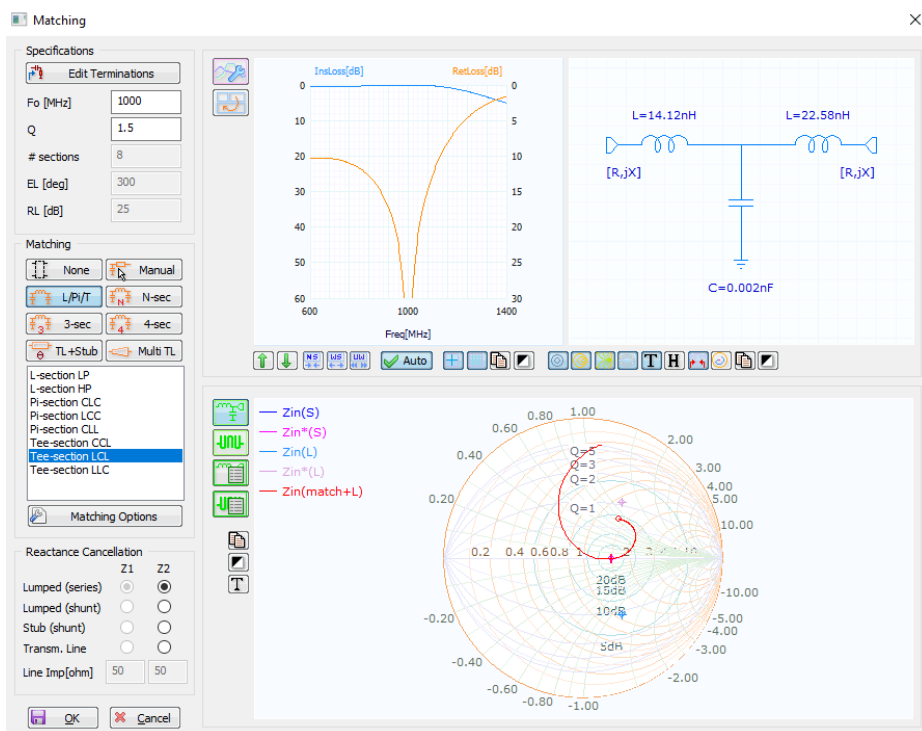 Matching
Specifications
Edit Terminations
Fo [MHz] 1000
Q 1.5
# sections 8
EL [deg] 300
RL [dB] 25
Matching
None Manual
L/Pi/T N-sec
3-sec 4-sec
TL+Stub Multi TL
L-section LP
L-section HP
Pi-section CLC
Pi-section LCC
Pi-section CLL
Tee-section CCL
Tee-section LCL
Tee-section LLC
Matching Options
Reactance Cancellation
Z1 Z2
Lumped (series)
Lumped (shunt)
Stub (shunt)
Transm. Line
Line Imp[ohm] 50 50
OK Cancel
InsLoss[dB] RetLoss[dB]
0 0
10 5
20 10
30 15
40 20
50 25
60 30
600 1000 1400
Freq[MHz]
L=14.12nH L=22.58nH
[R,jX] [R,jX]
C=0.002nF
NS WS UW Auto T H
Zin(S)
Zin*(S)
Zin(L)
Zin*(L)
Zin(match+L)
T
0.80 1.00
0.60 2.00
0.40 3.00
4.00
0.20 5.00
10.00
Q=5
Q=3
Q=2
Q=1
0.2 0.4 0.6 0.8 1 2
20dB
15dB
10dB
5dB
-10.00
-0.20 -5.00
-4.00
-0.40 -3.00
-0.60 -2.00
-0.80 -1.00